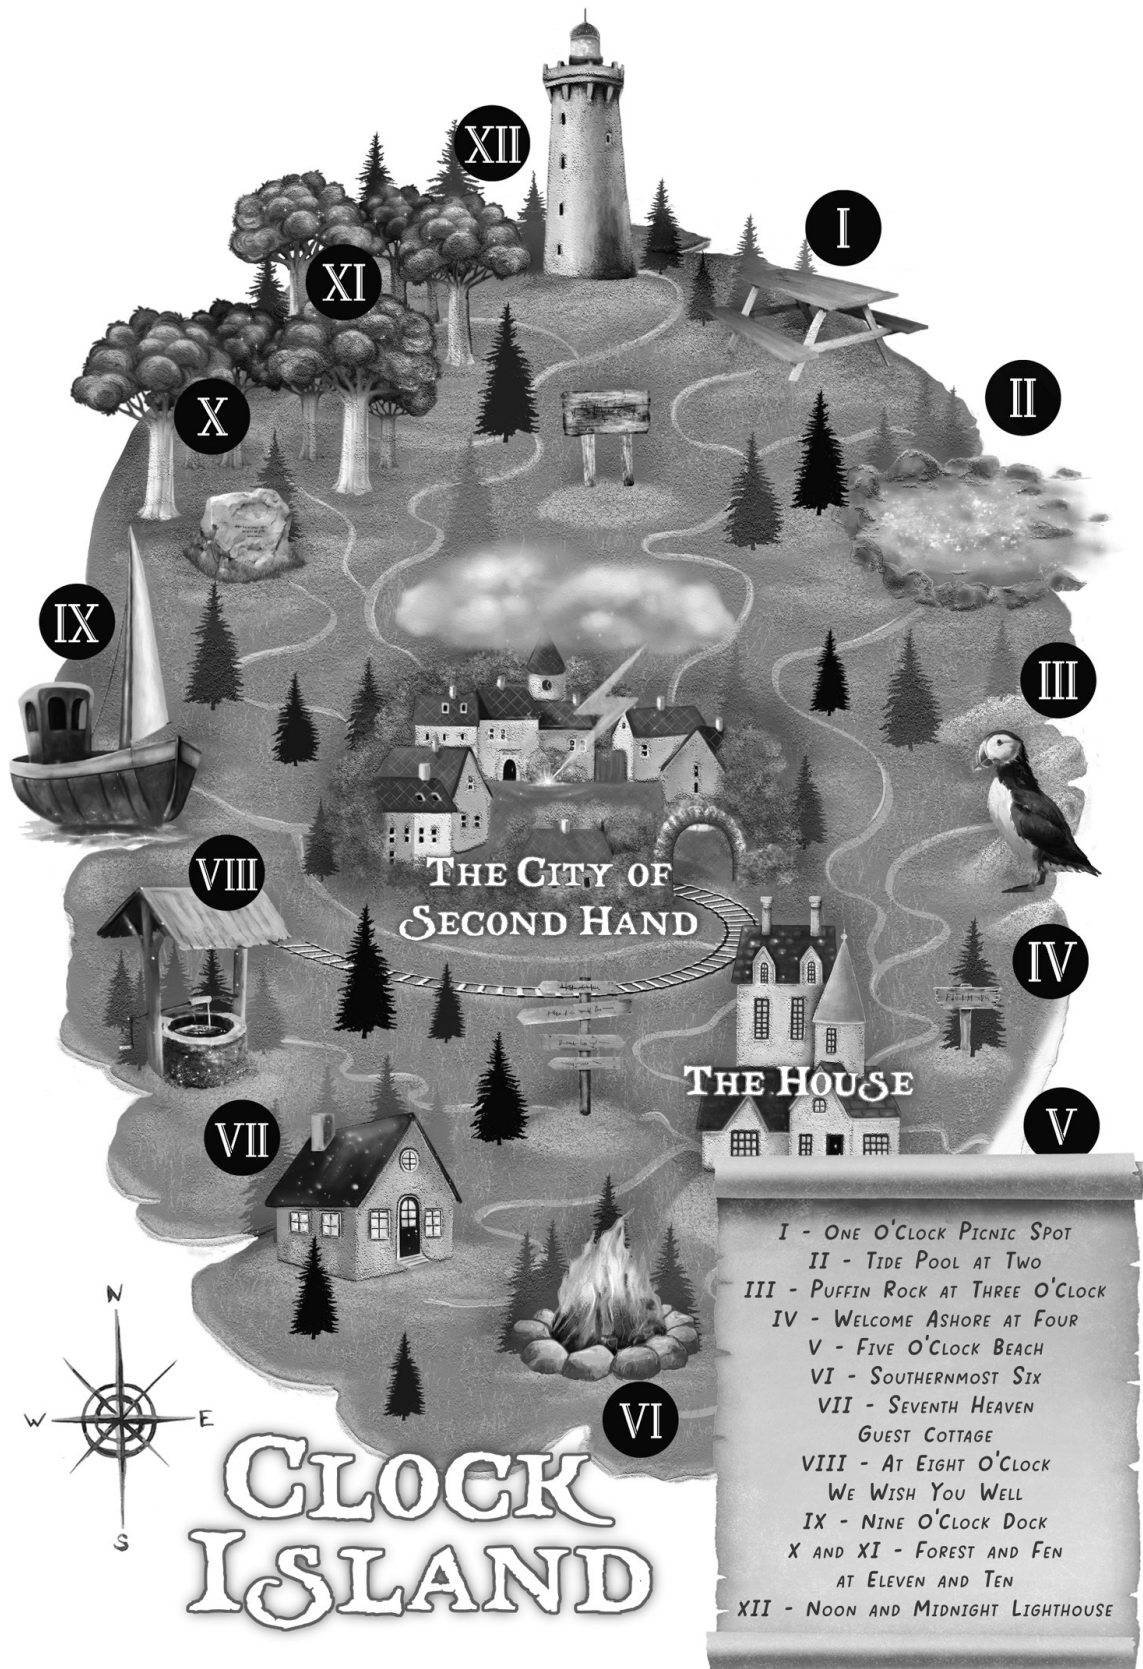 XII
I
XI
II
X
IX
III
VIII
THE CITY OF
SECOND HAND
IV
THE HOUSE
VII
V
I - ONE O'CLOCK PICNIC SPOT
II - TIDE POOL AT TWO
III - PUFFIN ROCK AT THREE O'CLOCK
IV - WELCOME ASHORE AT FOUR
V - FIVE O'CLOCK BEACH
VI - SOUTHERNMOST SIX
VII - SEVENTH HEAVEN
GUEST COTTAGE
VIII - AT EIGHT O'CLOCK
WE WISH YOU WELL
IX - NINE O'CLOCK DOCK
X AND XI - FOREST AND FEN
AT ELEVEN AND TEN
XII - NOON AND MIDNIGHT LIGHTHOUSE
N
W E
S
VI
CLOCK
ISLAND